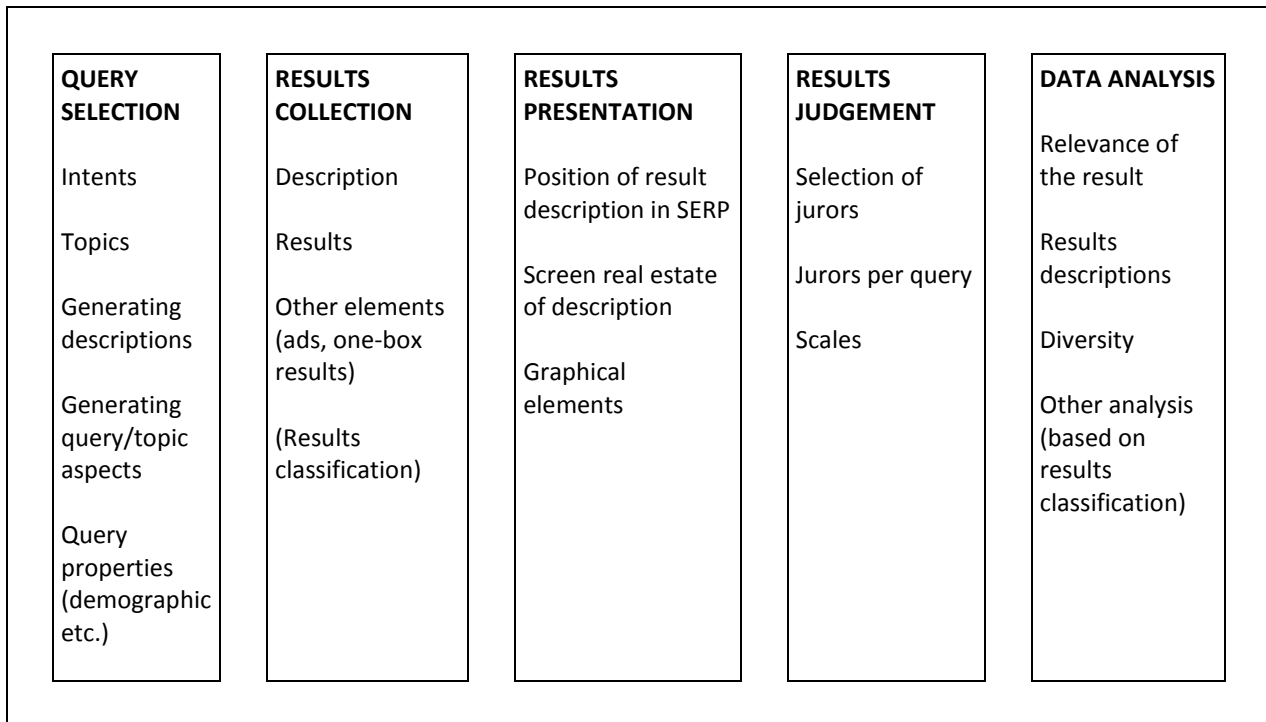 QUERY
SELECTION
Intents
Topics
Generating
descriptions
Generating
query/topic
aspects
Query
properties
(demographic
etc.)
RESULTS
COLLECTION
Description
Results
Other elements
(ads, one-box
results)
(Results
classification)
RESULTS
PRESENTATION
Position of result
description in SERP
Screen real estate
of description
Graphical
elements
RESULTS
JUDGEMENT
Selection of
jurors
Jurors per query
Scales
DATA ANALYSIS
Relevance of
the result
Results
descriptions
Diversity
Other analysis
(based on
results
classification)